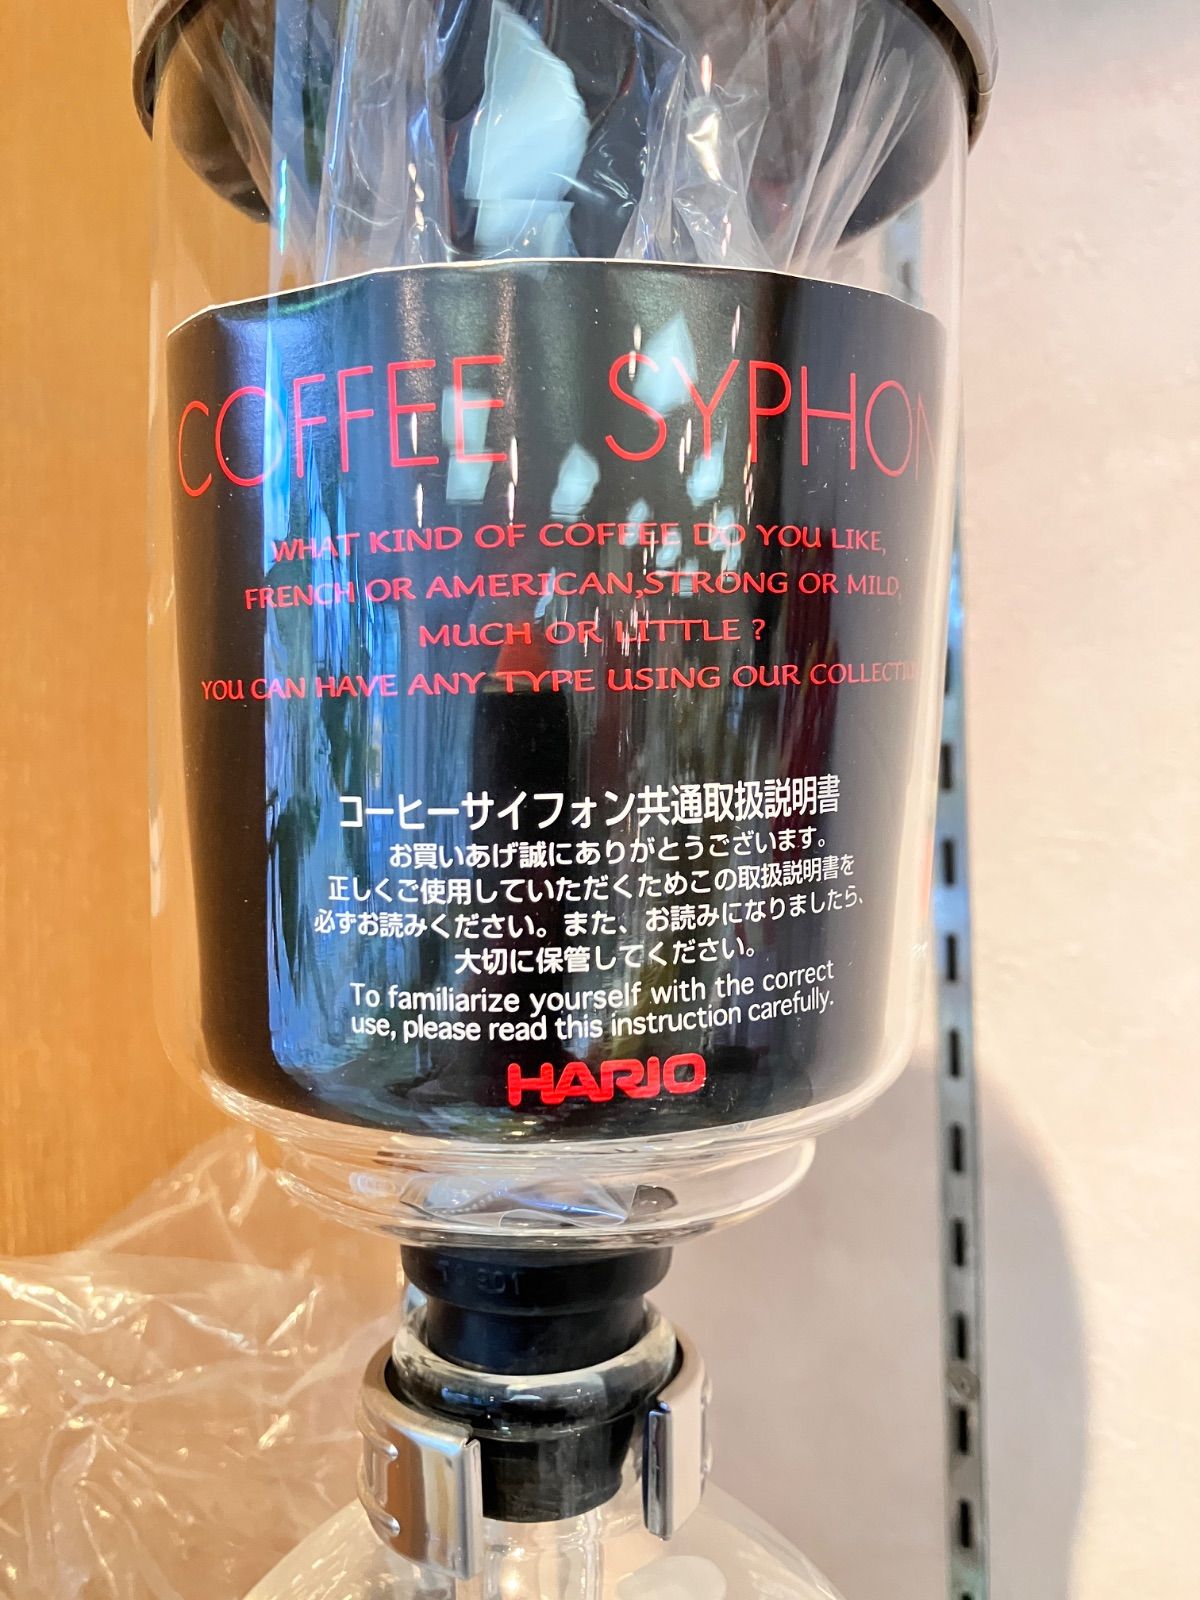 COFFEE SYPHON
WHAT KIND OF COFFEE DO YOU LIKE,
FRENCH OR AMERICAN,STRONG OR MILD,
MUCH OR LITTLE ?
YOU CAN HAVE ANY TYPE USING OUR
コーヒーサイフォン共通取扱説明書
お買いあげ誠にありがとうございます。
正しくご使用していただくためこの取扱説明書を
必ずお読みください。また、お読みになりましたら、
大切に保管してください。
To familiarize yourself with the correct
use, please read this instruction carefully.
HARIO